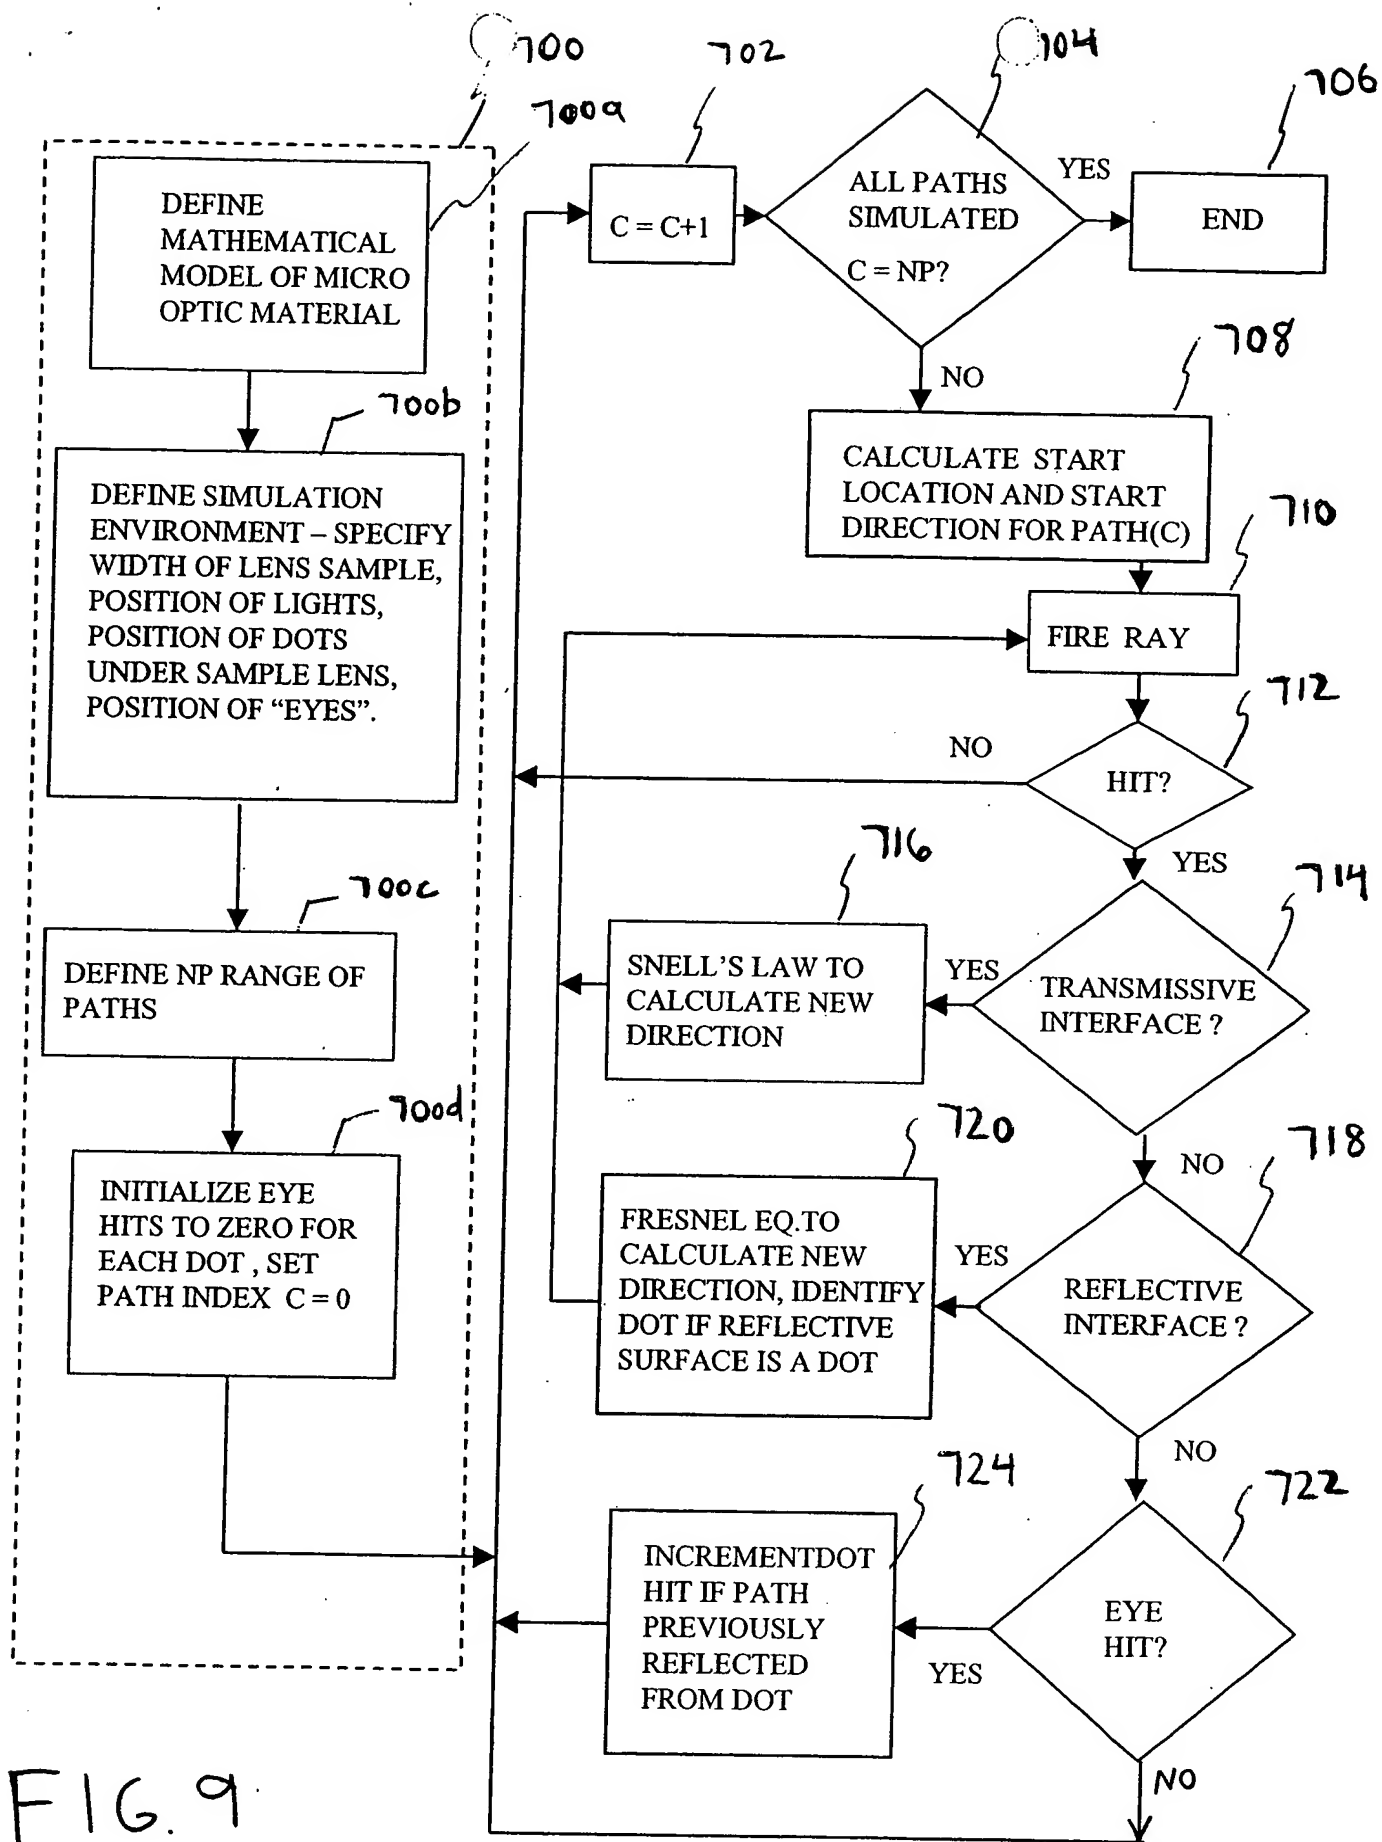 700
702
704
706
700a
DEFINE
MATHEMATICAL
MODEL OF MICRO
OPTIC MATERIAL
C = C+1
ALL PATHS
SIMULATED
C = NP?
YES
END
NO
708
700b
DEFINE SIMULATION
ENVIRONMENT – SPECIFY
WIDTH OF LENS SAMPLE,
POSITION OF LIGHTS,
POSITION OF DOTS
UNDER SAMPLE LENS,
POSITION OF “EYES”.
CALCULATE START
LOCATION AND START
DIRECTION FOR PATH(C)
710
FIRE RAY
712
NO
HIT?
YES
716
714
700c
DEFINE NP RANGE OF
PATHS
SNELL'S LAW TO
CALCULATE NEW
DIRECTION
YES
TRANSMISSIVE
INTERFACE ?
NO
700d
INITIALIZE EYE
HITS TO ZERO FOR
EACH DOT , SET
PATH INDEX C = 0
720
718
FRESNEL EQ.TO
CALCULATE NEW
DIRECTION, IDENTIFY
DOT IF REFLECTIVE
SURFACE IS A DOT
YES
REFLECTIVE
INTERFACE ?
NO
724
722
INCREMENTDOT
HIT IF PATH
PREVIOUSLY
REFLECTED
FROM DOT
YES
EYE
HIT?
NO
FIG. 9